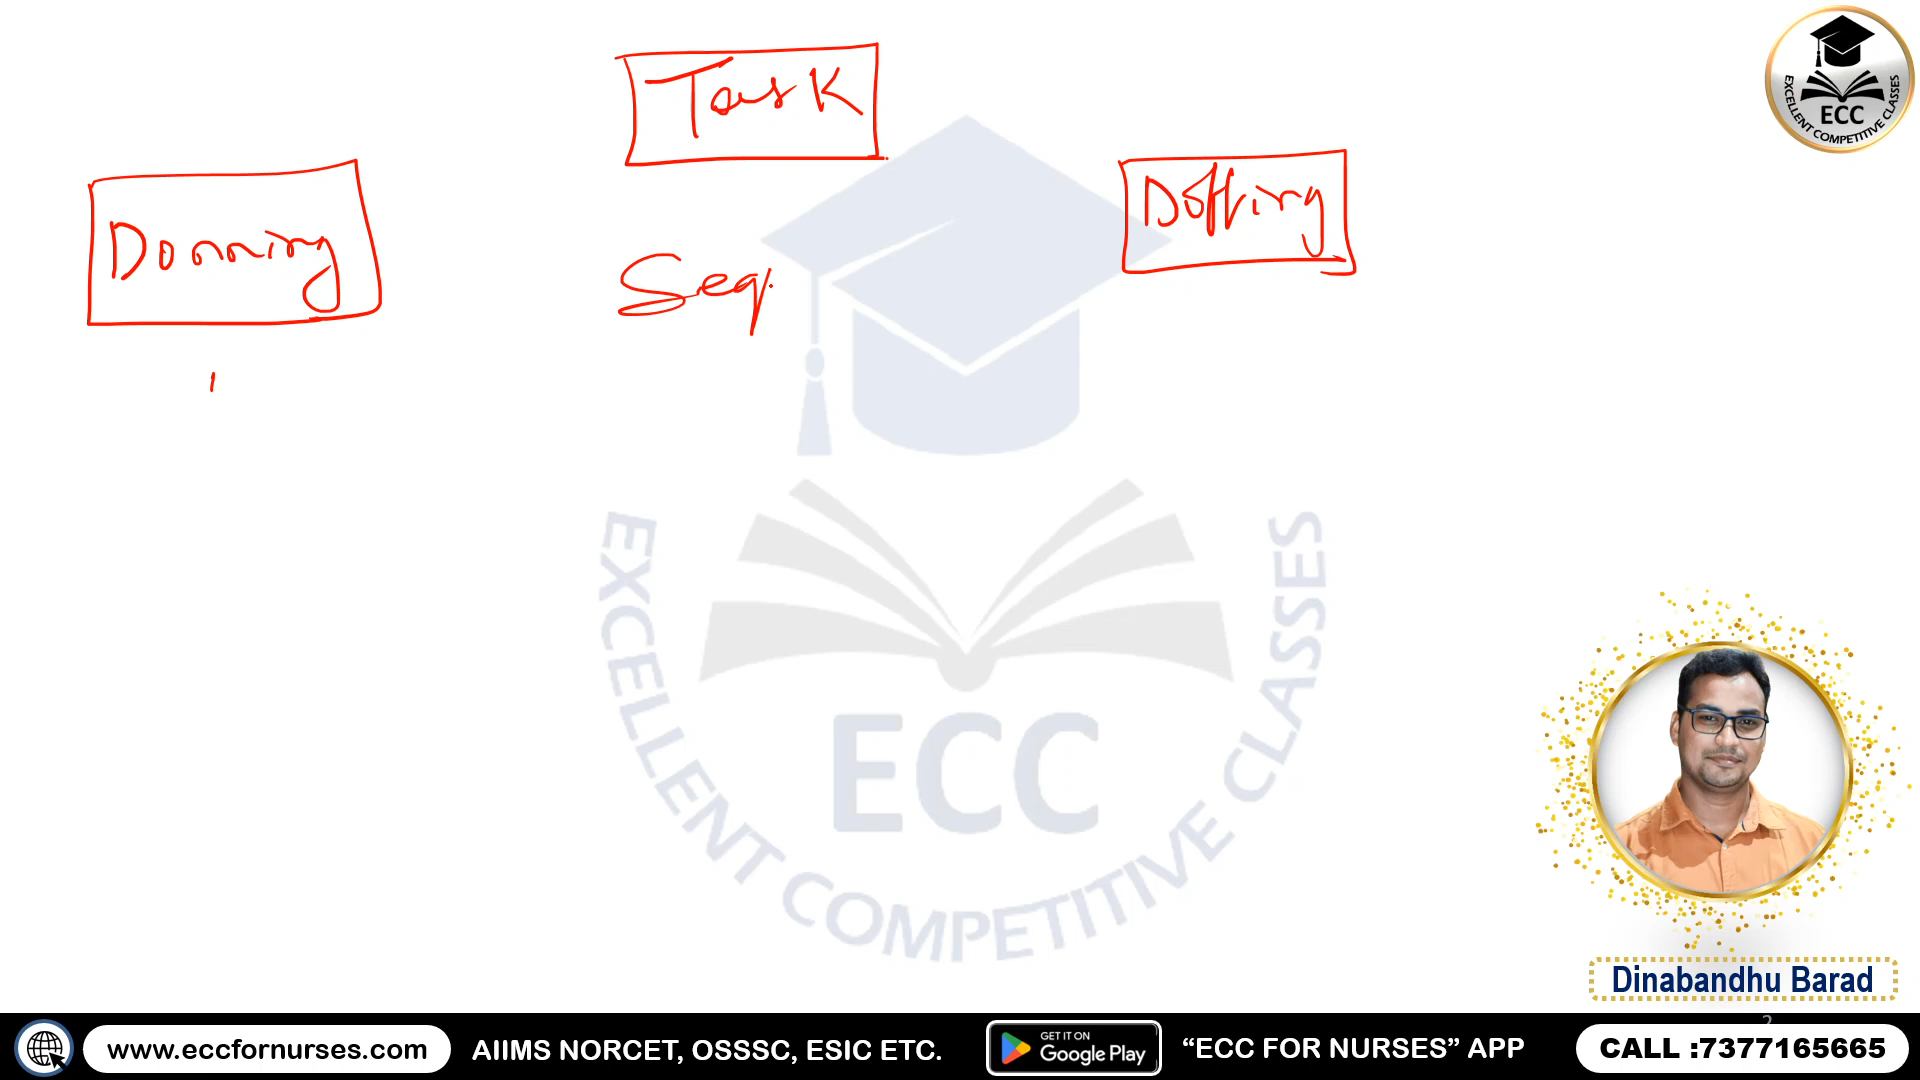 Task
Donning
Doffing
Seq.
EXCELLENT COMPETITIVE CLASSES
ECC
EXCELLENT COMPETITIVE CLASSES
ECC
Dinabandhu Barad
2
www.eccfornurses.com
AIIMS NORCET, OSSSC, ESIC ETC.
GET IT ON
Google Play
“ECC FOR NURSES” APP
CALL :7377165665